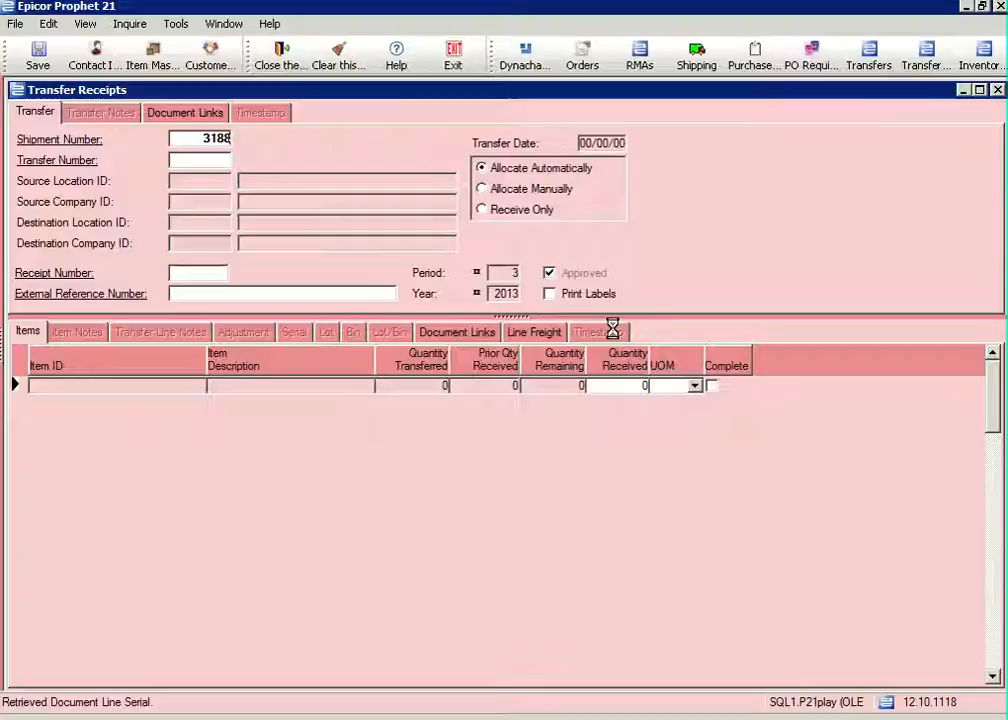 Epicor Prophet 21
File Edit View Inquire Tools Window Help
Save Contact I... Item Mas... Custome... Close the... Clear this... Help Exit Dynacha... Orders RMAs Shipping Purchase... PO Requi... Transfers Transfer... Inventor...
EXIT
Transfer Receipts
Transfer Transfer Notes Document Links Timestamp
Shipment Number: 3188 Transfer Date: 00/00/00
Transfer Number: Allocate Automatically
Source Location ID: Allocate Manually
Source Company ID: Receive Only
Destination Location ID:
Destination Company ID:
Receipt Number: Period: 3 Approved
External Reference Number: Year: 2013 Print Labels
Items Item Notes Transfer Line Notes Adjustment Serial Lot Bin Lot/Bin Document Links Line Freight
Item ID Item Description Quantity Transferred Prior Qty Received Quantity Remaining Quantity Received UOM Complete
0 0 0 0
Retrieved Document Line Serial. SQL1.P21play (OLE 12.10.1118